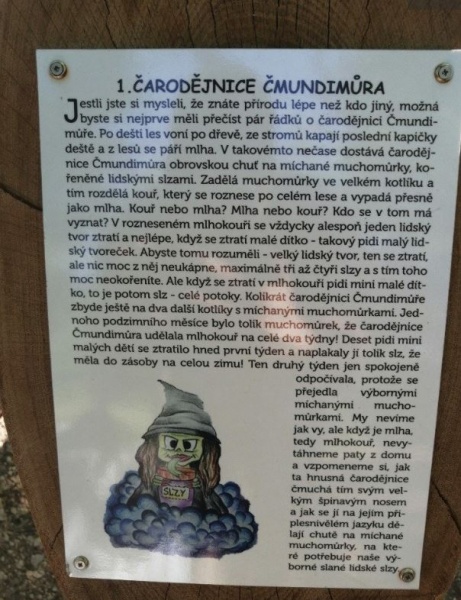 1.ČARODĚJNICE ČMUNDIMŮRA
Jestli jste si mysleli, že znáte přírodu lépe než kdo jiný, možná
byste si nejprve měli přečíst pár řádků o čarodějnici Čmundi-
můře. Po dešti les voní po dřevě, ze stromů kapají poslední kapičky
deště a z lesů se páří mlha. V takovémto nečase dostává čaroděj-
nice Čmundimůra obrovskou chuť na míchané muchomůrky, ko-
řeněné lidskými slzami. Zadělá muchomůrky ve velkém kotlíku a
tím rozdělá kouř, který se roznese po celém lese a vypadá přesně
jako mlha. Kouř nebo mlha? Mlha nebo kouř? Kdo se v tom má
vyznat? V rozneseném mlhokouři se vždycky alespoň jeden lidský
tvor ztratí a nejlépe, když se ztratí malé dítko - takový pidi malý lid-
ský tvoreček. Abyste tomu rozuměli - velký lidský tvor, ten se ztratí,
ale nic moc z něj neukápne, maximálně tři až čtyři slzy a s tím toho
moc neokoření. Ale když se ztratí v mlhokouři pidi mini malé dít-
ko, to je potom slz - celé potoky. Kolikrát čarodějnici Čmundimůře
zbyde ještě na dva další kotlíky s míchanými muchomůrkami. Jed-
noho podzimního měsíce bylo tolik muchomůrek, že čarodějnice
Čmundimůra udělala mlhokouř na celé dva týdny! Deset pidi mini
malých dětí se ztratilo hned první týden a naplakaly jí tolik slz, že
měla do zásoby na celou zimu! Ten druhý týden jen spokojeně
odpočívala, protože se
přejedla výbornými
míchanými mucho-
můrkami. My nevíme
jak vy, ale když je mlha,
tedy mlhokouř, nevy-
táhneme paty z domu
a vzpomeneme si, jak
ta hnusná čarodějnice
čmuchá tím svým vel-
kým špinavým nosem
a jak se jí na jejím při-
plesnivělém jazyku dě-
lají chutě na míchané
muchomůrky, na kte-
ré potřebuje naše vý-
borné slané lidské slzy.
SLZY